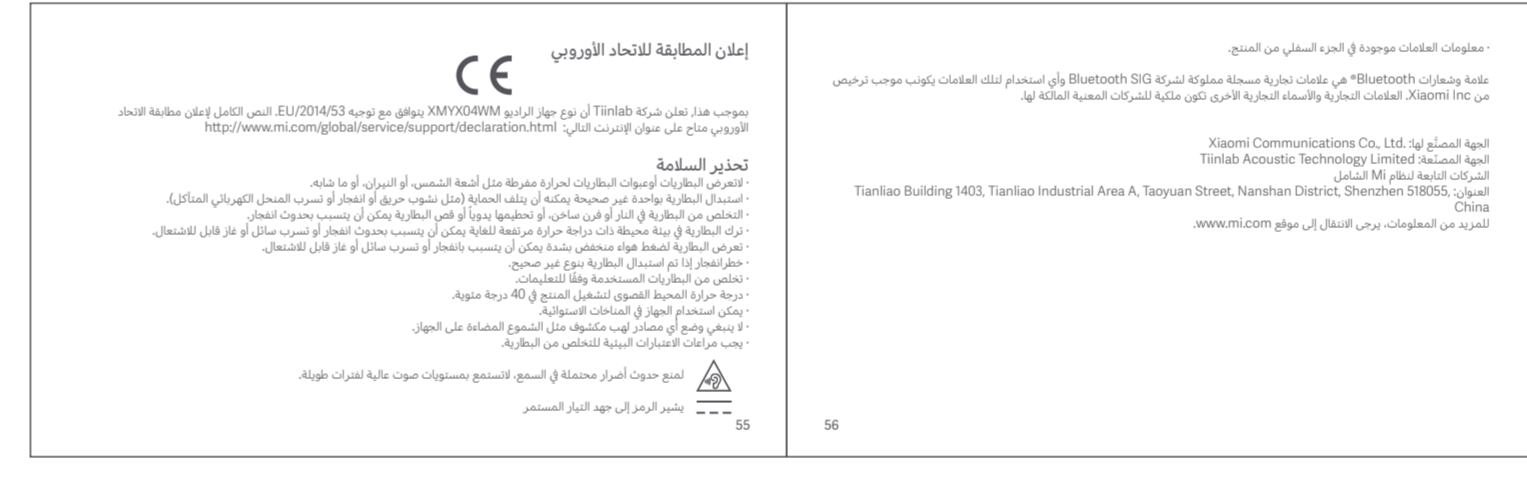 إعلان المطابقة للاتحاد الأوروبي
CE
بموجب هذا, تعلن شركة Tiinlab أن نوع جهاز الراديو XMYX04WM يتوافق مع توجيه EU/2014/53. النص الكامل لإعلان مطابقة الاتحاد
الأوروبي متاح على عنوان الإنترنت التالي: http://www.mi.com/global/service/support/declaration.html
تحذير السلامة
· لاتعرض البطاريات أوعبوات البطاريات لحرارة مفرطة مثل أشعة الشمس، أو النيران، أو ما شابه.
· استبدال البطارية بواحدة غير صحيحة يمكنه أن يتلف الحماية (مثل نشوب حريق أو انفجار أو تسرب المنحل الكهربائي المتآكل).
· التخلص من البطارية في النار أو فرن ساخن، أو تحطيمها يدوياً أو قص البطارية يمكن أن يتسبب بحدوث انفجار.
· ترك البطارية في بيئة محيطة ذات دراجة حرارة مرتفعة للغاية يمكن أن يتسبب بحدوث انفجار أو تسرب سائل أو غاز قابل للاشتعال.
· تعرض البطارية لضغط هواء منخفض بشدة يمكن أن يتسبب بانفجار أو تسرب سائل أو غاز قابل للاشتعال.
· خطرانفجار إذا تم استبدال البطارية بنوع غير صحيح.
· تخلص من البطاريات المستخدمة وفقًا للتعليمات.
· درجة حرارة المحيط القصوى لتشغيل المنتج في 40 درجة مئوية.
· يمكن استخدام الجهاز في المناخات الاستوائية.
· لا ينبغي وضع أي مصادر لهب مكشوف مثل الشموع المضاءة على الجهاز.
· يجب مراعات الاعتبارات البيئية للتخلص من البطارية.
لمنع حدوث أضرار محتملة في السمع، لاتستمع بمستويات صوت عالية لفترات طويلة.
يشير الرمز إلى جهد التيار المستمر
55
· معلومات العلامات موجودة في الجزء السفلي من المنتج.
علامة وشعارات Bluetooth® هي علامات تجارية مسجلة مملوكة لشركة Bluetooth SIG وأي استخدام لتلك العلامات يكونب موجب ترخيص
من Xiaomi Inc. العلامات التجارية والأسماء التجارية الأخرى تكون ملكية للشركات المعنية المالكة لها.
الجهة المصنَّع لها: Xiaomi Communications Co., Ltd.
الجهة المصنّعة: Tiinlab Acoustic Technology Limited
الشركات التابعة لنظام Mi الشامل
العنوان: Tianliao Building 1403, Tianliao Industrial Area A, Taoyuan Street, Nanshan District, Shenzhen 518055,
China
للمزيد من المعلومات، يرجى الانتقال إلى موقع www.mi.com.
56